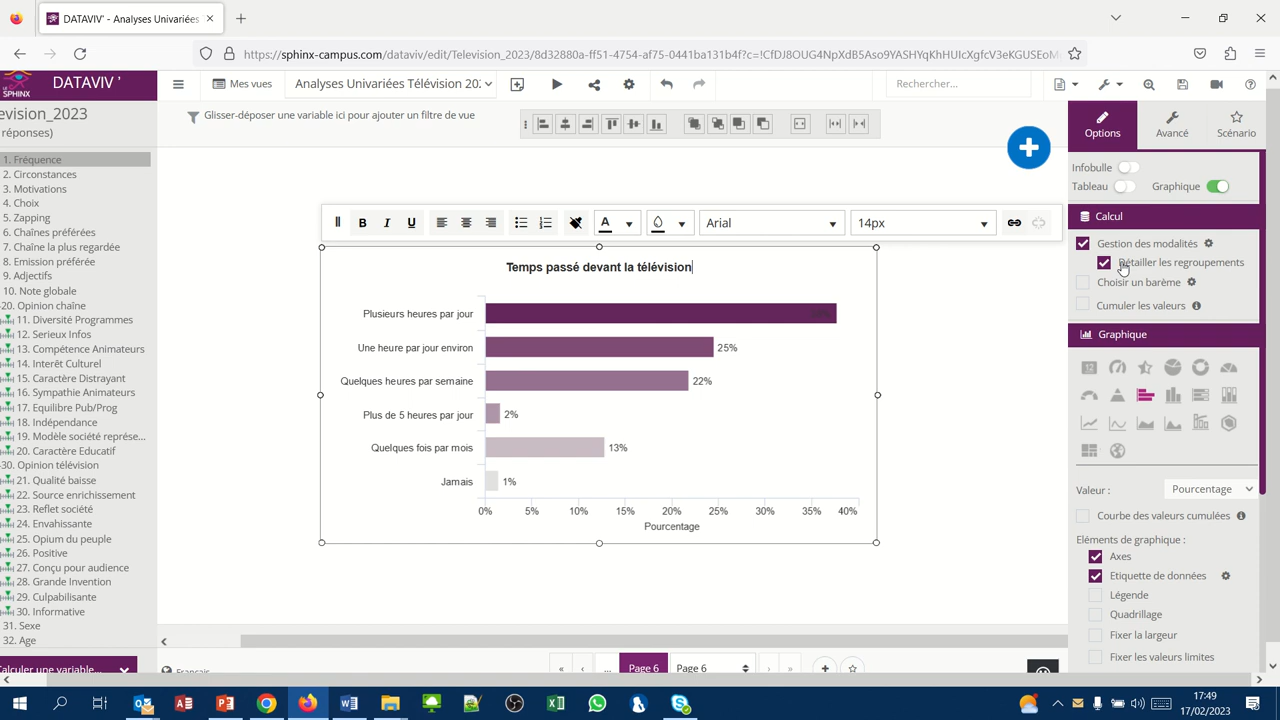 DATAVIV' - Analyses Univariées
https://sphinx-campus.com/dataviv/edit/Television_2023/8d32880a-ff51-4754-af75-0441ba131b4f?c=!CfDJ8OUG4NpXdB5Aso9YASHYqKhHUIcXgfcV3eKGUSEoM
LE SPHINX
DATAVIV '
Mes vues
Analyses Univariées Télévision 202
Rechercher...
evision_2023
réponses)
Glisser-déposer une variable ici pour ajouter un filtre de vue
Options
Avancé
Scénario
1. Fréquence
2. Circonstances
3. Motivations
4. Choix
5. Zapping
6. Chaînes préférées
7. Chaîne la plus regardée
8. Emission préférée
9. Adjectifs
10. Note globale
-20. Opinion chaîne
11. Diversité Programmes
12. Serieux Infos
13. Compétence Animateurs
14. Interêt Culturel
15. Caractère Distrayant
16. Sympathie Animateurs
17. Equilibre Pub/Prog
18. Indépendance
19. Modèle société représe...
20. Caractère Educatif
-30. Opinion télévision
21. Qualité baisse
22. Source enrichissement
23. Reflet société
24. Envahissante
25. Opium du peuple
26. Positive
27. Conçu pour audience
28. Grande Invention
29. Culpabilisante
30. Informative
31. Sexe
32. Age
Calculer une variable...
B I U A Arial 14px
Temps passé devant la télévision
Plusieurs heures par jour 38%
Une heure par jour environ 25%
Quelques heures par semaine 22%
Plus de 5 heures par jour 2%
Quelques fois par mois 13%
Jamais 1%
0% 5% 10% 15% 20% 25% 30% 35% 40%
Pourcentage
Français
« ‹ ... Page 6 Page 6 › »
Infobulle
Tableau Graphique
Calcul
Gestion des modalités
Détailler les regroupements
Choisir un barème
Cumuler les valeurs
Graphique
Valeur : Pourcentage
Courbe des valeurs cumulées
Eléments de graphique :
Axes
Etiquette de données
Légende
Quadrillage
Fixer la largeur
Fixer les valeurs limites
17:49
17/02/2023